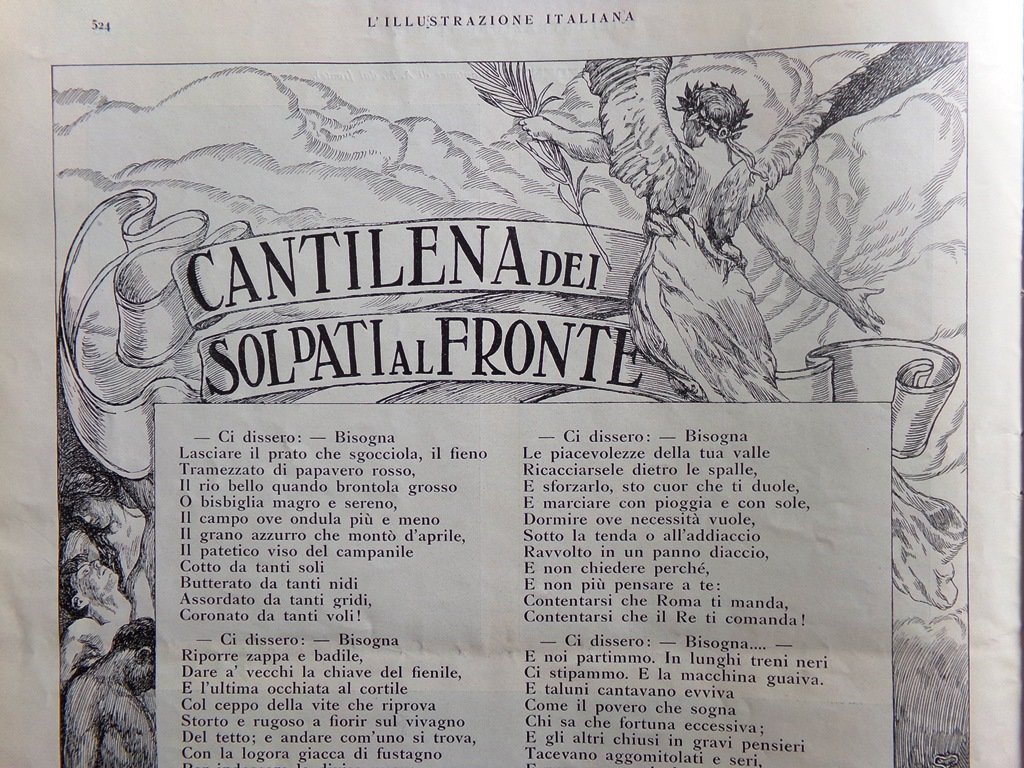 524
L'ILLUSTRAZIONE ITALIANA
CANTILENA DEI
SOLDATI AL FRONTE
— Ci dissero: — Bisogna
Lasciare il prato che sgocciola, il fieno
Tramezzato di papavero rosso,
Il rio bello quando brontola grosso
O bisbiglia magro e sereno,
Il campo ove ondula più e meno
Il grano azzurro che montò d'aprile,
Il patetico viso del campanile
Cotto da tanti soli
Butterato da tanti nidi
Assordato da tanti gridi,
Coronato da tanti voli!
— Ci dissero: — Bisogna
Riporre zappa e badile,
Dare a' vecchi la chiave del fienile,
E l'ultima occhiata al cortile
Col ceppo della vite che riprova
Storto e rugoso a fiorir sul vivagno
Del tetto; e andare com'uno si trova,
Con la logora giacca di fustagno
— Ci dissero: — Bisogna
Le piacevolezze della tua valle
Ricacciarsele dietro le spalle,
E sforzarlo, sto cuor che ti duole,
E marciare con pioggia e con sole,
Dormire ove necessità vuole,
Sotto la tenda o all'addiaccio
Ravvolto in un panno diaccio,
E non chiedere perché,
E non più pensare a te:
Contentarsi che Roma ti manda,
Contentarsi che il Re ti comanda!
— Ci dissero: — Bisogna.... —
E noi partimmo. In lunghi treni neri
Ci stipammo. E la macchina guaiva.
E taluni cantavano evviva
Come il povero che sogna
Chi sa che fortuna eccessiva;
E gli altri chiusi in gravi pensieri
Tacevano aggomitolati e seri,